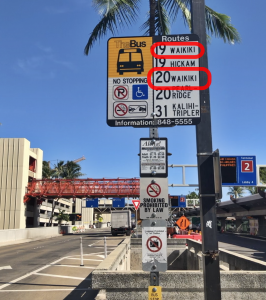 TheBus
NO STOPPING
Routes
19 WAIKIKI
19 HICKAM
20 WAIKIKI
20 PEARL
RIDGE
31 KALIHI-
TRIPLER
Information: 848-5555
SMOKING
PROHIBITED
BY LAW
2